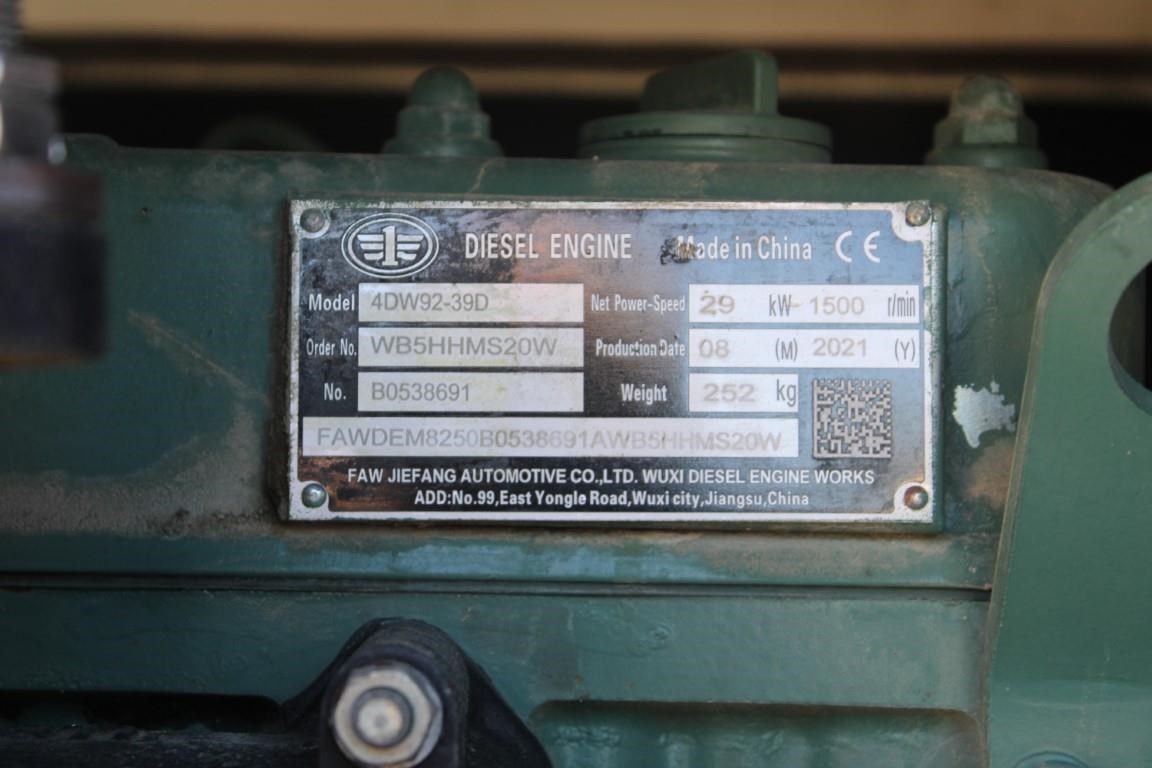 1 DIESEL ENGINE Made in China CE
Model 4DW92-39D Net Power-Speed 29 kW- 1500 r/min
Order No. WB5HHMS20W Production Date 08 (M) 2021 (Y)
No. B0538691 Weight 252 kg
FAWDEM8250B0538691AWB5HHMS20W
FAW JIEFANG AUTOMOTIVE CO.,LTD. WUXI DIESEL ENGINE WORKS
ADD:No.99,East Yongle Road,Wuxi city,Jiangsu,China